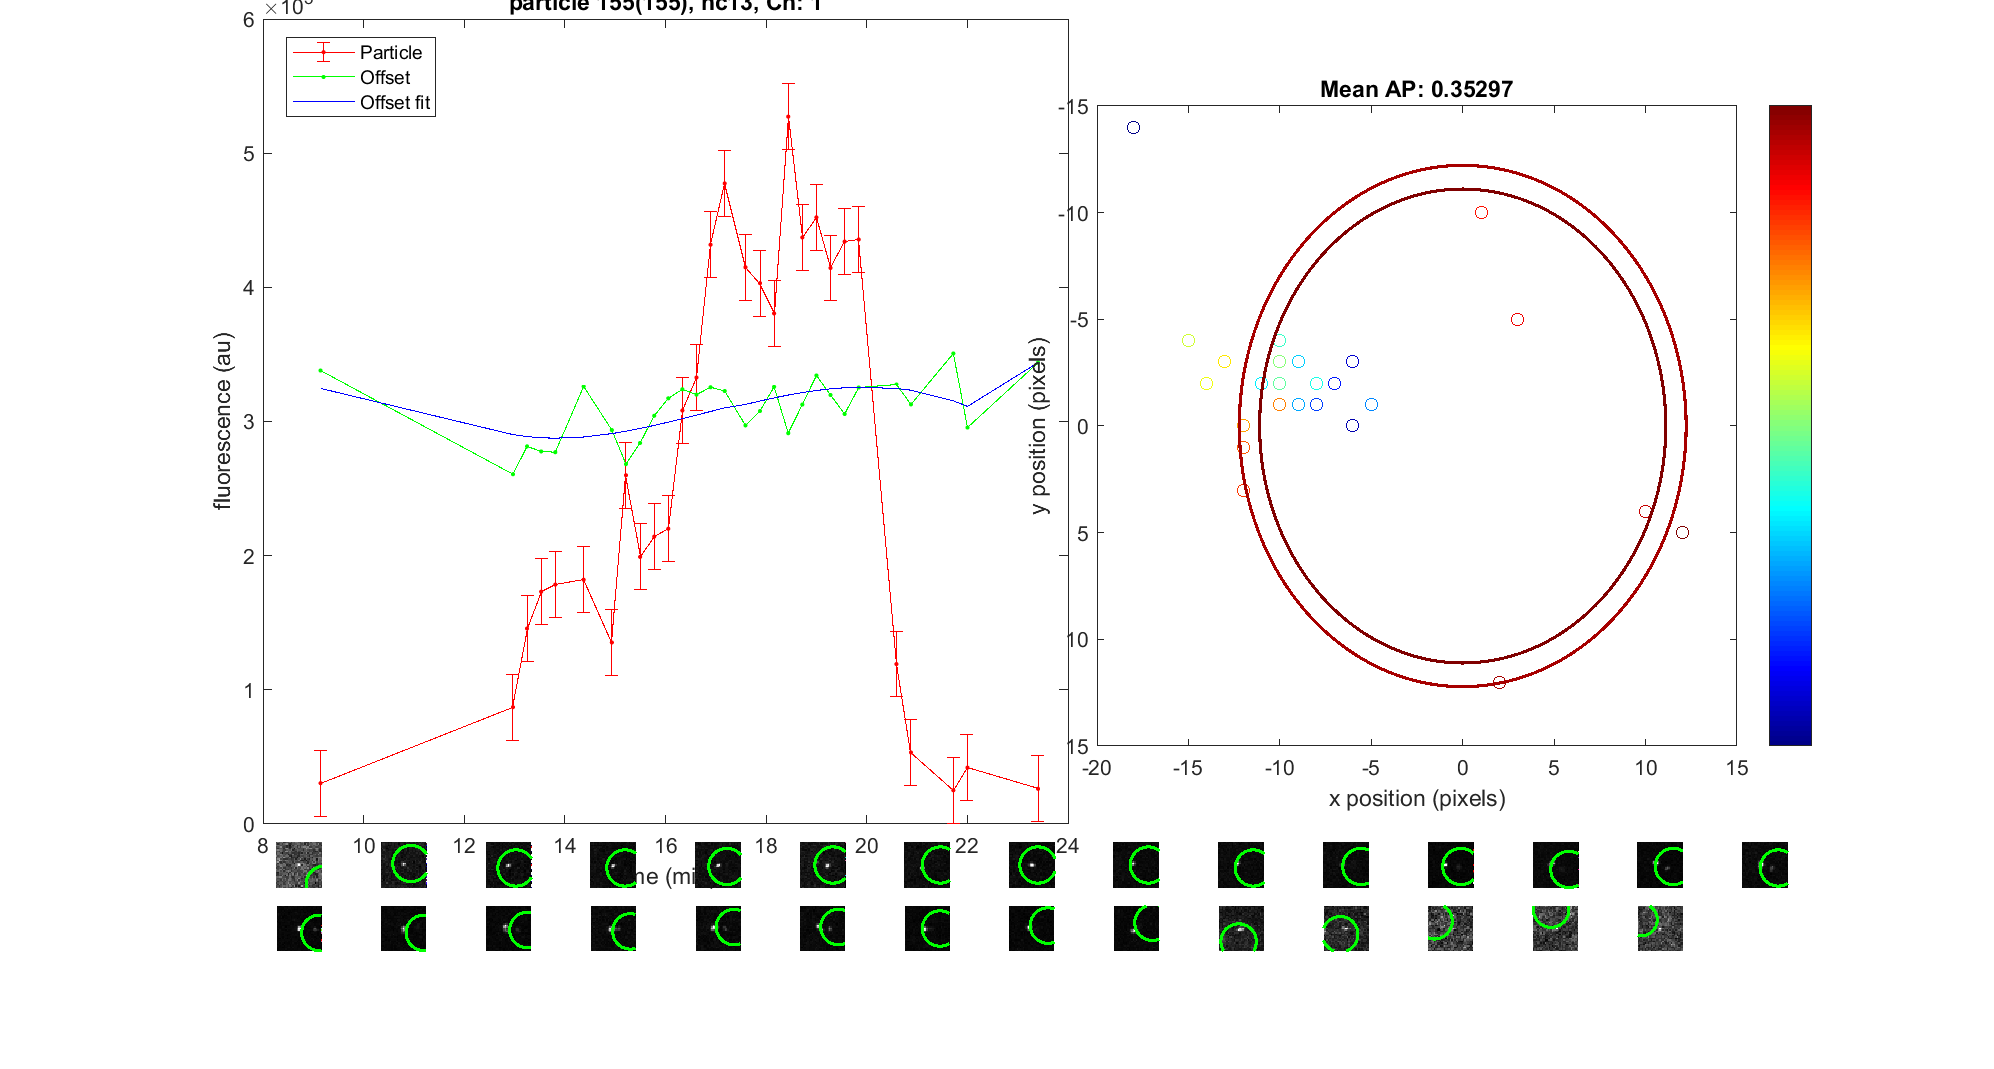 particle 155(155), nc13, Ch: 1
Particle
Offset
Offset fit
6
5
4
3
2
1
0
fluorescence (au)
8 10 12 14 16 18 20 22 24
Mean AP: 0.35297
-15
-10
-5
0
5
10
15
y position (pixels)
-20 -15 -10 -5 0 5 10 15
x position (pixels)